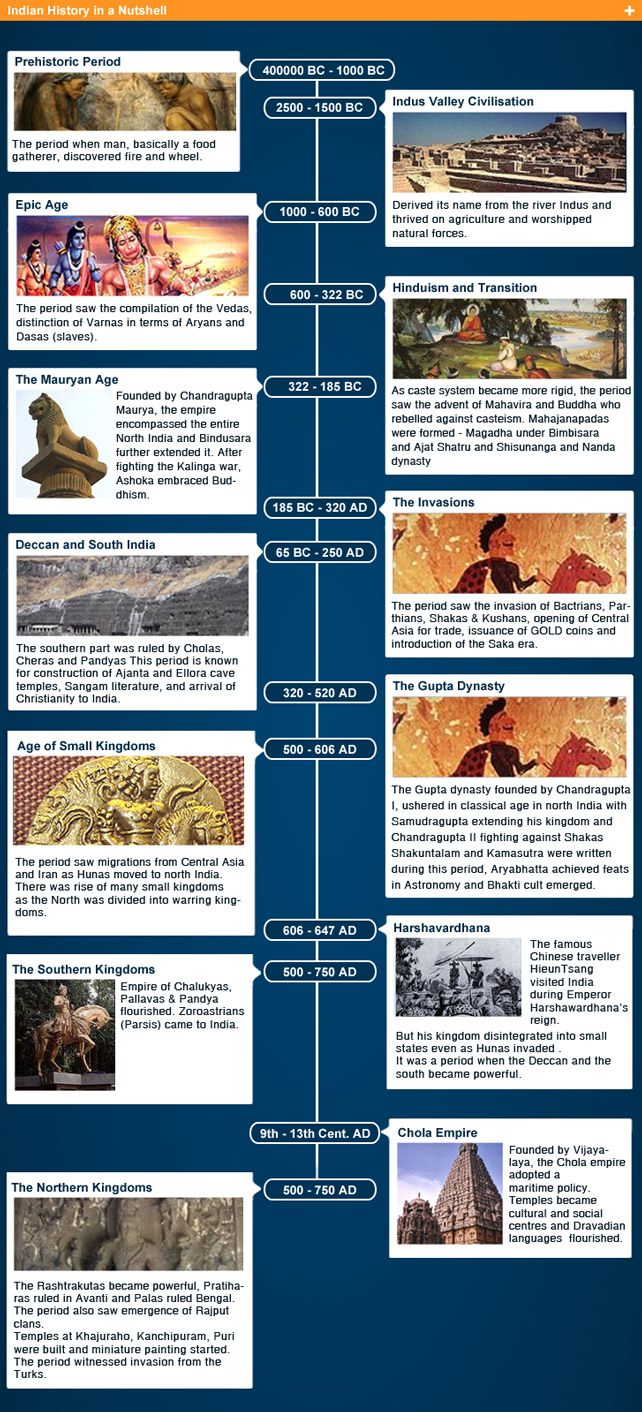 Indian History in a Nutshell
+
Prehistoric Period
The period when man, basically a food
gatherer, discovered fire and wheel.
400000 BC - 1000 BC
2500 - 1500 BC
Indus Valley Civilisation
Derived its name from the river Indus and
thrived on agriculture and worshipped
natural forces.
Epic Age
The period saw the compilation of the Vedas,
distinction of Varnas in terms of Aryans and
Dasas (slaves).
1000 - 600 BC
600 - 322 BC
Hinduism and Transition
As caste system became more rigid, the period
saw the advent of Mahavira and Buddha who
rebelled against casteism. Mahajanapadas
were formed - Magadha under Bimbisara
and Ajat Shatru and Shisunanga and Nanda
dynasty
The Mauryan Age
Founded by Chandragupta
Maurya, the empire
encompassed the entire
North India and Bindusara
further extended it. After
fighting the Kalinga war,
Ashoka embraced Bud-
dhism.
322 - 185 BC
185 BC - 320 AD
The Invasions
The period saw the invasion of Bactrians, Par-
thians, Shakas & Kushans, opening of Central
Asia for trade, issuance of GOLD coins and
introduction of the Saka era.
Deccan and South India
The southern part was ruled by Cholas,
Cheras and Pandyas This period is known
for construction of Ajanta and Ellora cave
temples, Sangam literature, and arrival of
Christianity to India.
65 BC - 250 AD
320 - 520 AD
The Gupta Dynasty
The Gupta dynasty founded by Chandragupta
I, ushered in classical age in north India with
Samudragupta extending his kingdom and
Chandragupta II fighting against Shakas
Shakuntalam and Kamasutra were written
during this period, Aryabhatta achieved feats
in Astronomy and Bhakti cult emerged.
Age of Small Kingdoms
The period saw migrations from Central Asia
and Iran as Hunas moved to north India.
There was rise of many small kingdoms
as the North was divided into warring king-
doms.
500 - 606 AD
606 - 647 AD
Harshavardhana
The famous
Chinese traveller
HieunTsang
visited India
during Emperor
Harshawardhana's
reign.
But his kingdom disintegrated into small
states even as Hunas invaded .
It was a period when the Deccan and the
south became powerful.
The Southern Kingdoms
Empire of Chalukyas,
Pallavas & Pandya
flourished. Zoroastrians
(Parsis) came to India.
500 - 750 AD
9th - 13th Cent. AD
Chola Empire
Founded by Vijaya-
laya, the Chola empire
adopted a
maritime policy.
Temples became
cultural and social
centres and Dravadian
languages flourished.
The Northern Kingdoms
The Rashtrakutas became powerful, Pratiha-
ras ruled in Avanti and Palas ruled Bengal.
The period also saw emergence of Rajput
clans.
Temples at Khajuraho, Kanchipuram, Puri
were built and miniature painting started.
The period witnessed invasion from the
Turks.
500 - 750 AD